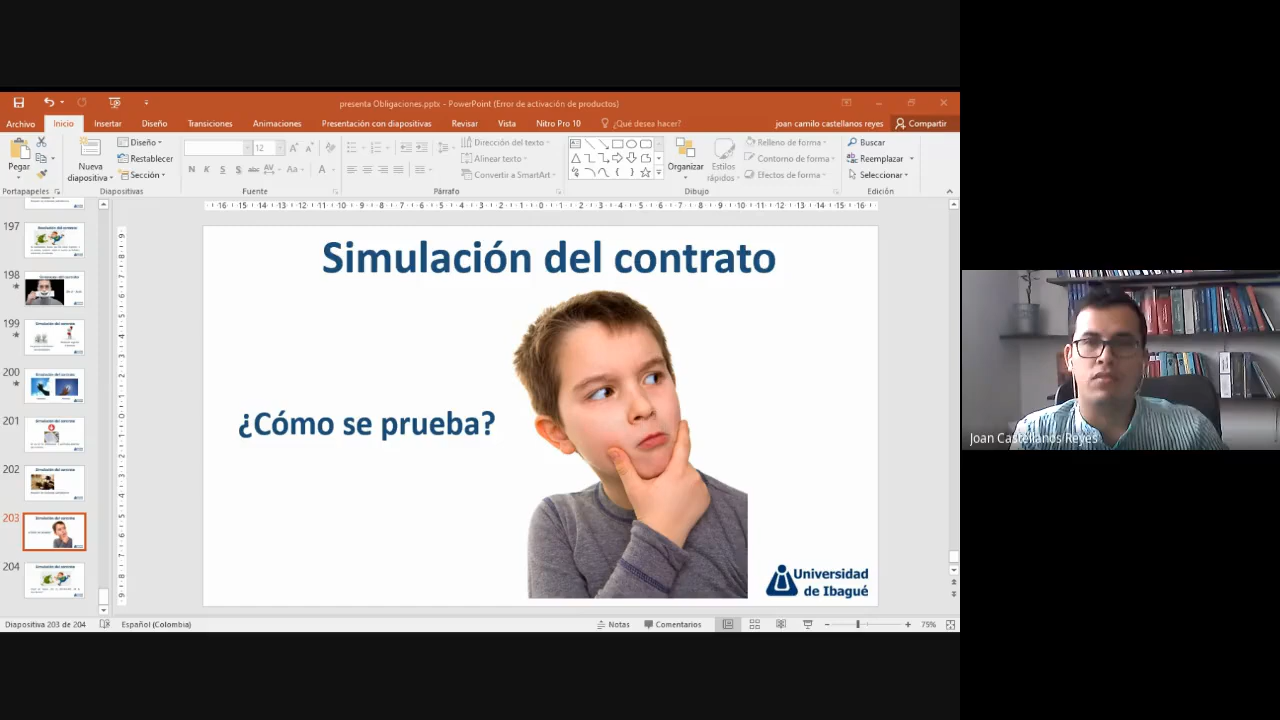 presenta Obligaciones.pptx - PowerPoint (Error de activación de productos)
Archivo Inicio Insertar Diseño Transiciones Animaciones Presentación con diapositivas Revisar Vista Nitro Pro 10 ¿Qué desea hacer? joan camilo castellanos reyes Compartir
Pegar
Nueva diapositiva
Diseño
Restablecer
Sección
12
N K S S abc AV Aa A
Dirección del texto
Alinear texto
Convertir a SmartArt
Organizar
Estilos rápidos
Relleno de forma
Contorno de forma
Efectos de forma
Buscar
Reemplazar
Seleccionar
Portapapeles Diapositivas Fuente Párrafo Dibujo Edición
197
198
199
200
201
202
203
204
Simulación del contrato
¿Cómo se prueba?
Universidad
de Ibagué
Joan Castellanos Reyes
Diapositiva 203 de 204 Español (Colombia) Notas Comentarios 75%